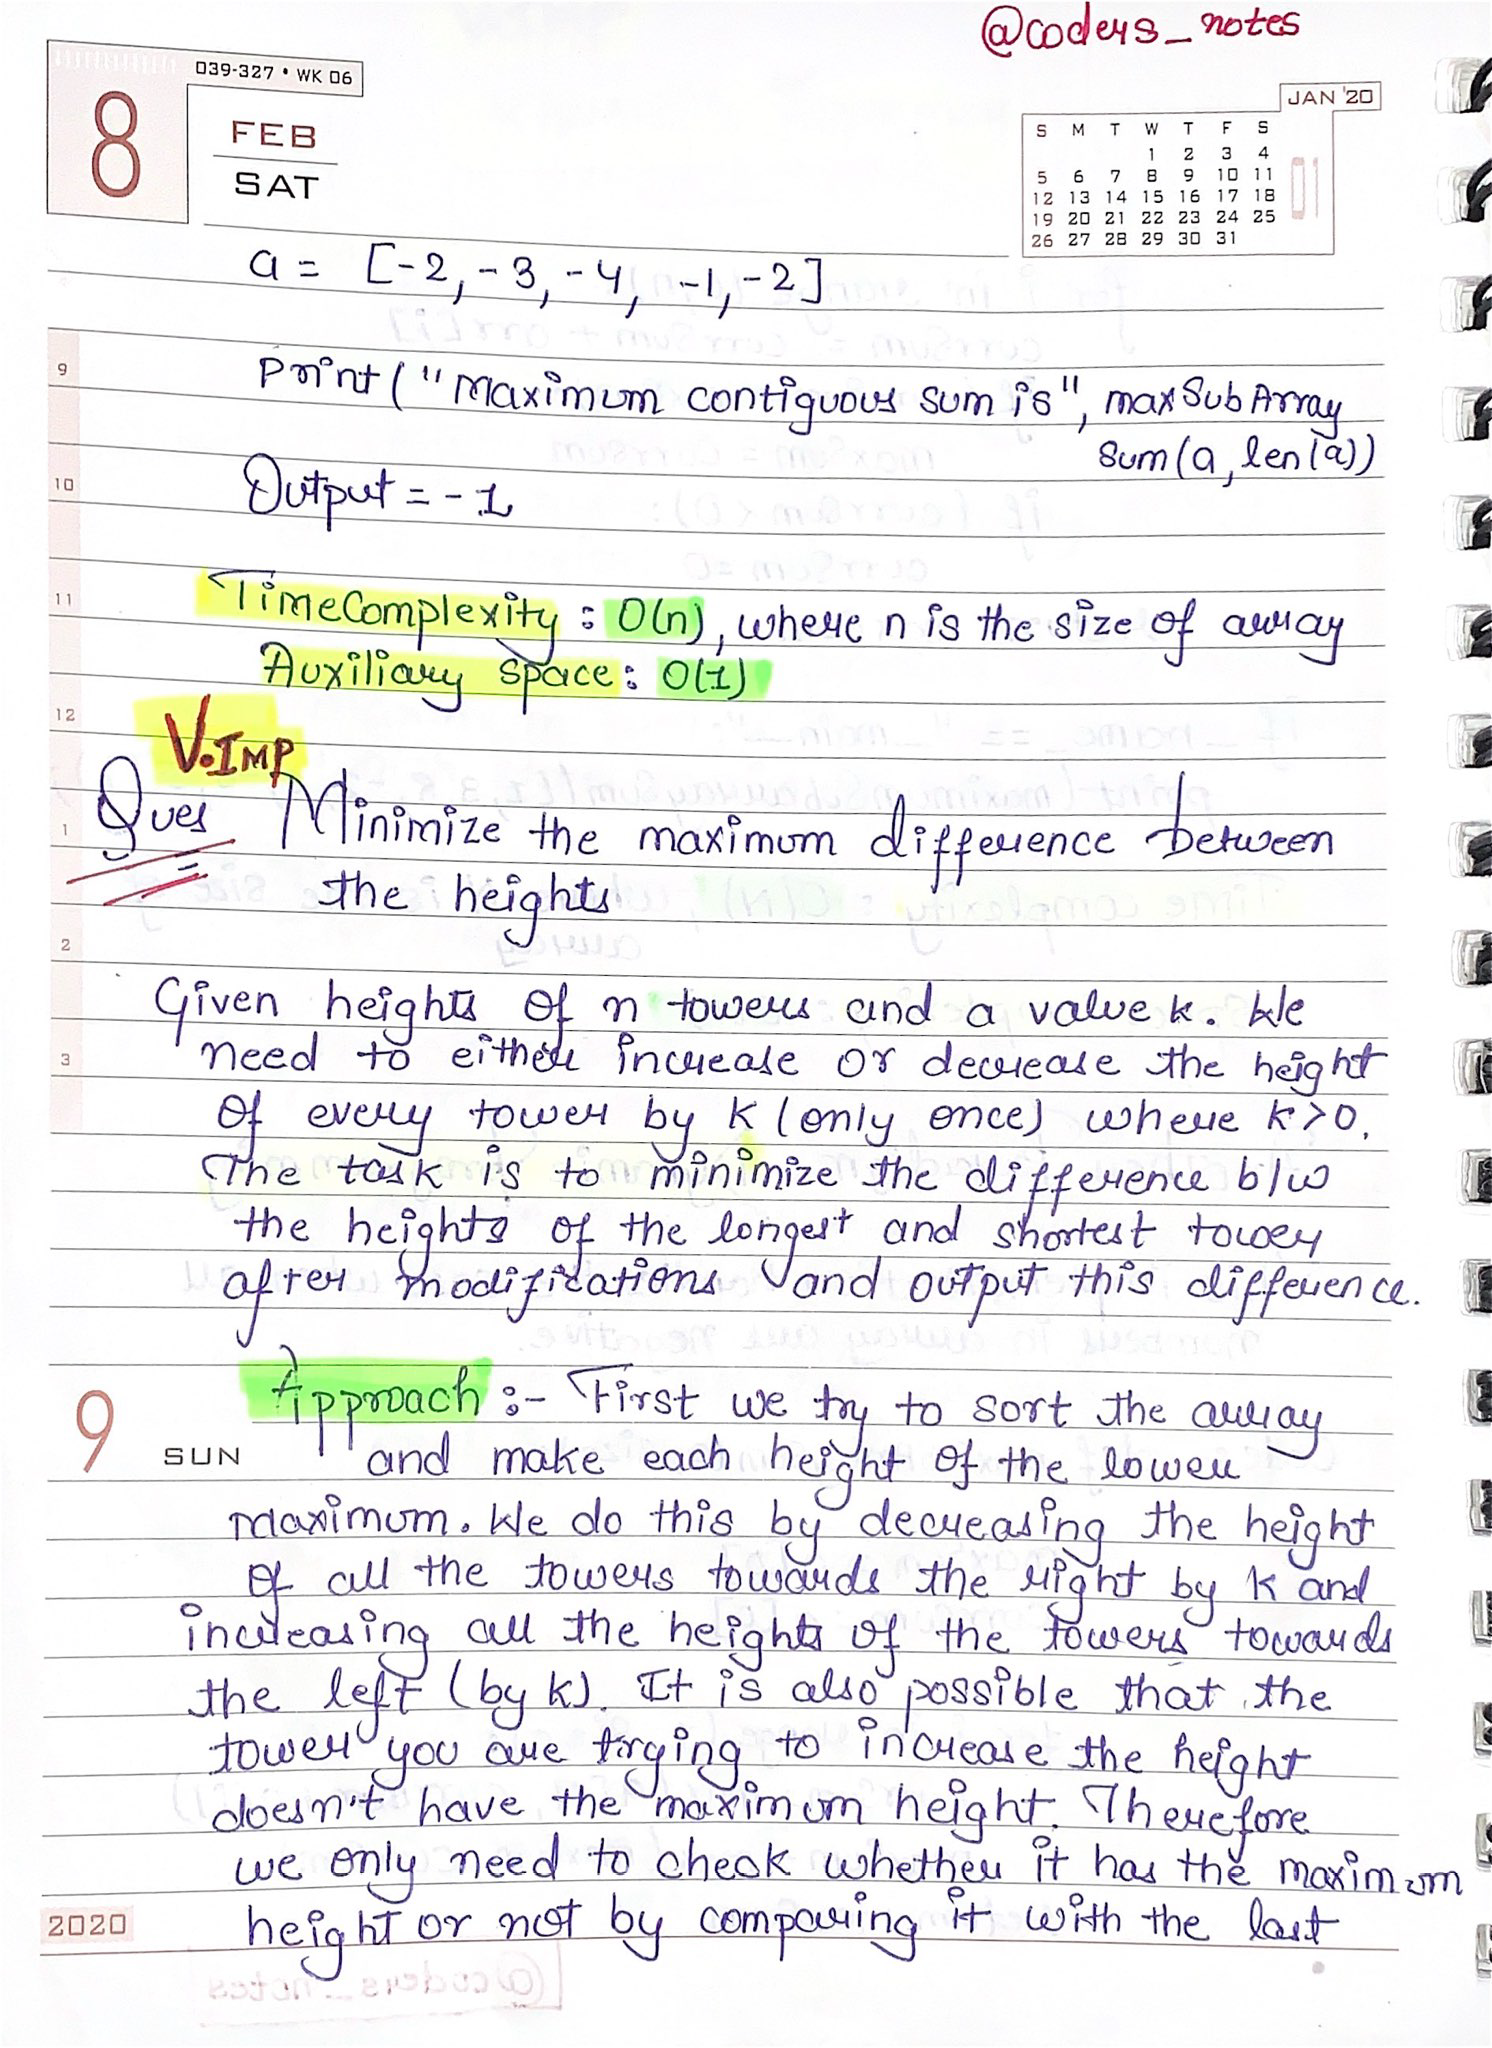 @coders_notes
039-327 • WK 06
8
FEB
SAT
JAN '20
S M T W T F S
1 2 3 4
5 6 7 8 9 10 11
12 13 14 15 16 17 18
19 20 21 22 23 24 25
26 27 28 29 30 31
01
a = [-2, -3, -4, -1, -2]
9
Print ("Maximum contiguous sum is", maxSubArray
Sum(a, len(a))
10
Output = -1
11
Time Complexity : O(n), where n is the size of array
Auxiliary space : O(1)
12
V.IMP
1
Ques Minimize the maximum difference between
the heights
2
Given heights of n towers and a value k. We
3
need to either increase or decrease the height
of every tower by k (only once) where k>0.
The task is to minimize the difference b/w
the heights of the longest and shortest tower
after modifications and output this difference.
9
SUN
Approach :- First we try to sort the array
and make each height of the tower
maximum. We do this by decreasing the height
of all the towers towards the right by k and
increasing all the heights of the towers towards
the left (by k). It is also possible that the
tower you are trying to increase the height
doesn't have the maximum height. Therefore
we only need to check whether it has the maximum
2020
height or not by comparing it with the last